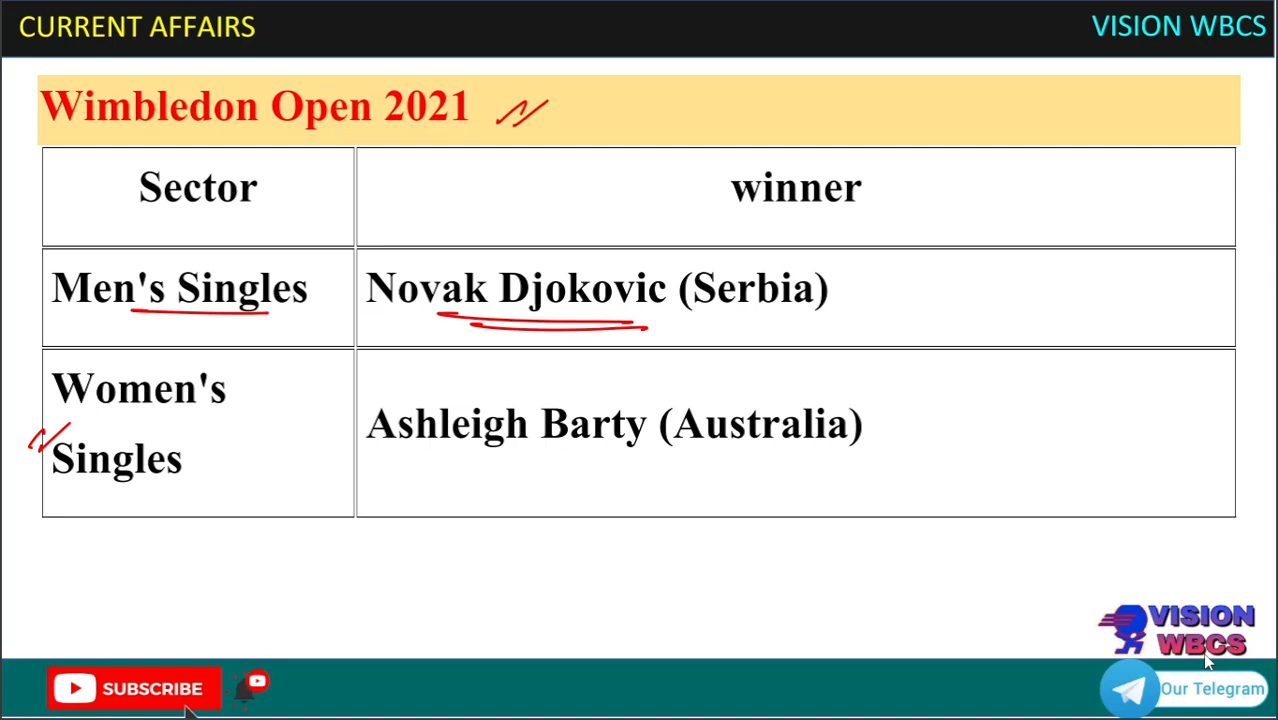 CURRENT AFFAIRS
VISION WBCS
Wimbledon Open 2021
Sector
winner
Men's Singles
Novak Djokovic (Serbia)
Women's
Singles
Ashleigh Barty (Australia)
VISION
WBCS
SUBSCRIBE
Our Telegram